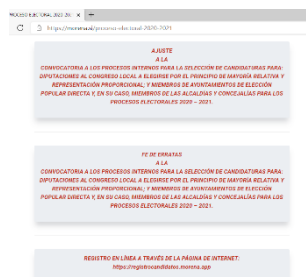 PROCESO ELECTORAL 2020-2021
https://morena.si/proceso-electoral-2020-2021
AJUSTE
A LA
CONVOCATORIA A LOS PROCESOS INTERNOS PARA LA SELECCIÓN DE CANDIDATURAS PARA:
DIPUTACIONES AL CONGRESO LOCAL A ELEGIRSE POR EL PRINCIPIO DE MAYORÍA RELATIVA Y
REPRESENTACIÓN PROPORCIONAL; Y MIEMBROS DE AYUNTAMIENTOS DE ELECCIÓN
POPULAR DIRECTA Y, EN SU CASO, MIEMBROS DE LAS ALCALDÍAS Y CONCEJALÍAS PARA LOS
PROCESOS ELECTORALES 2020 – 2021.
FE DE ERRATAS
A LA
CONVOCATORIA A LOS PROCESOS INTERNOS PARA LA SELECCIÓN DE CANDIDATURAS PARA:
DIPUTACIONES AL CONGRESO LOCAL A ELEGIRSE POR EL PRINCIPIO DE MAYORÍA RELATIVA Y
REPRESENTACIÓN PROPORCIONAL; Y MIEMBROS DE AYUNTAMIENTOS DE ELECCIÓN
POPULAR DIRECTA Y, EN SU CASO, MIEMBROS DE LAS ALCALDÍAS Y CONCEJALÍAS PARA LOS
PROCESOS ELECTORALES 2020 – 2021.
REGISTRO EN LÍNEA A TRAVÉS DE LA PÁGINA DE INTERNET:
https://registrocandidatos.morena.app